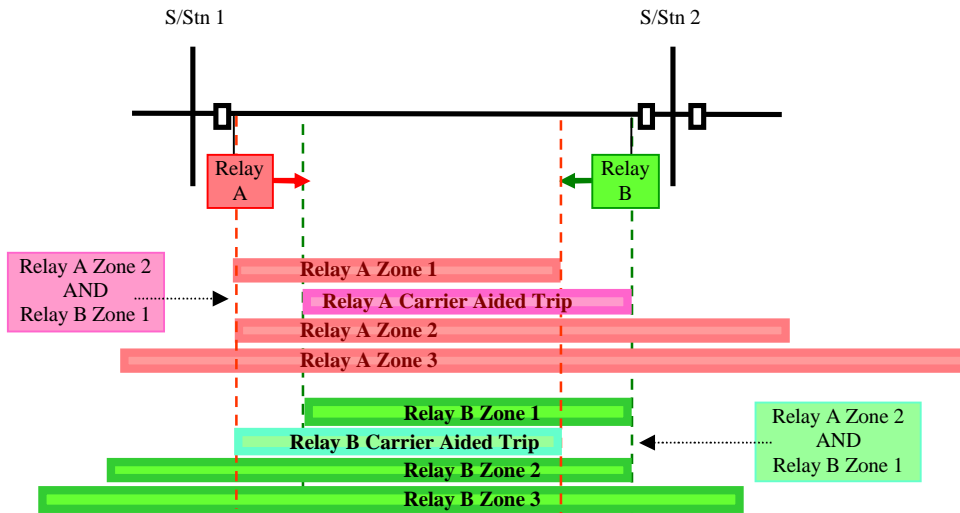 S/Stn 1
S/Stn 2
Relay
A
Relay
B
Relay A Zone 2
AND
Relay B Zone 1
Relay A Zone 1
Relay A Carrier Aided Trip
Relay A Zone 2
Relay A Zone 3
Relay B Zone 1
Relay B Carrier Aided Trip
Relay B Zone 2
Relay B Zone 3
Relay A Zone 2
AND
Relay B Zone 1